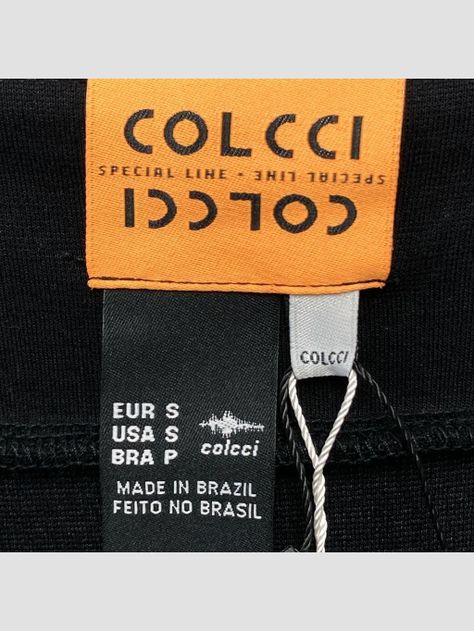 COLCCI
SPECIAL LINE - SPECIAL LINE
COLCCI
COLCCI
EUR S
USA S
BRA P
colcci
MADE IN BRAZIL
FEITO NO BRASIL